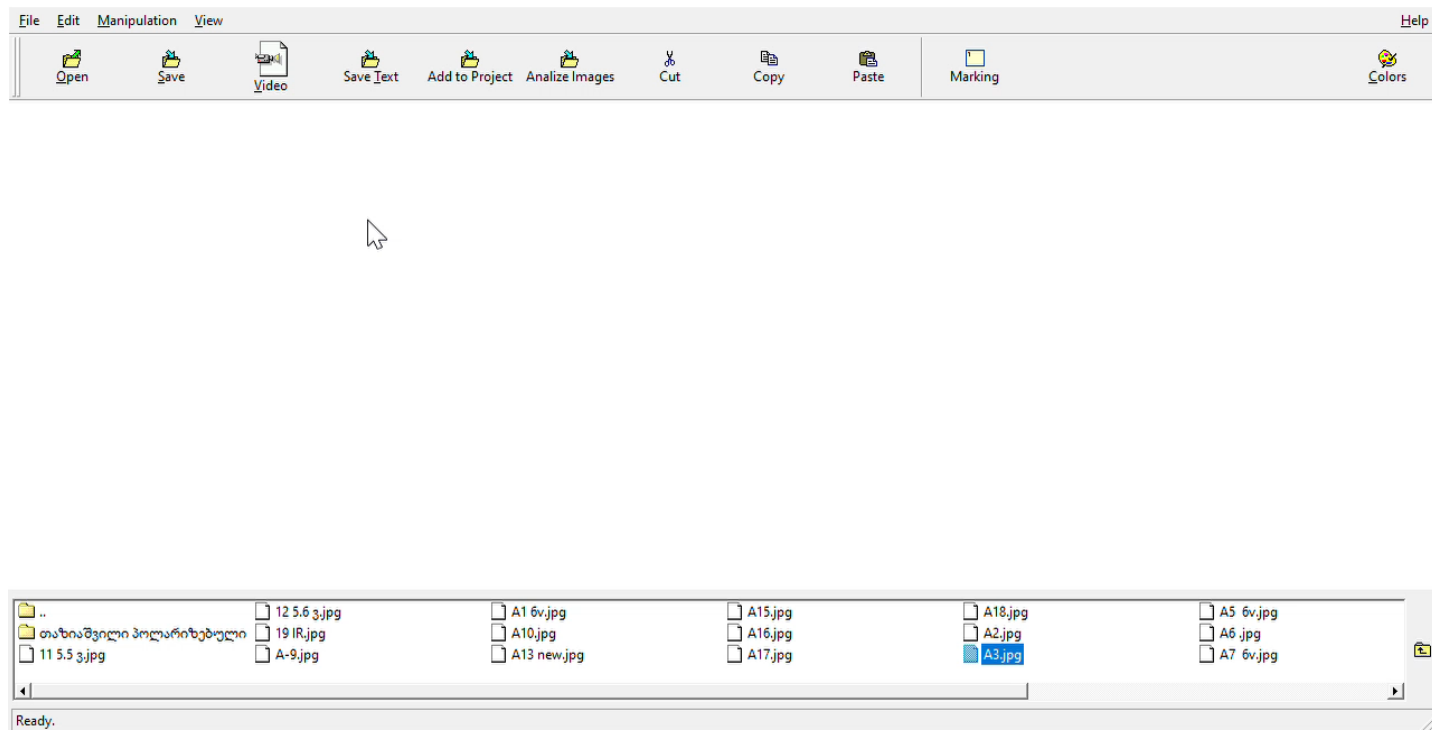 File Edit Manipulation View Help
Open Save Video Save Text Add to Project Analize Images Cut Copy Paste Marking Colors
.. 12 5.6 ვ.jpg A1 6v.jpg A15.jpg A18.jpg A5 6v.jpg
თაზიაშვილი პოლარიზებული 19 IR.jpg A10.jpg A16.jpg A2.jpg A6 .jpg
11 5.5 ვ.jpg A-9.jpg A13 new.jpg A17.jpg A3.jpg A7 6v.jpg
Ready.